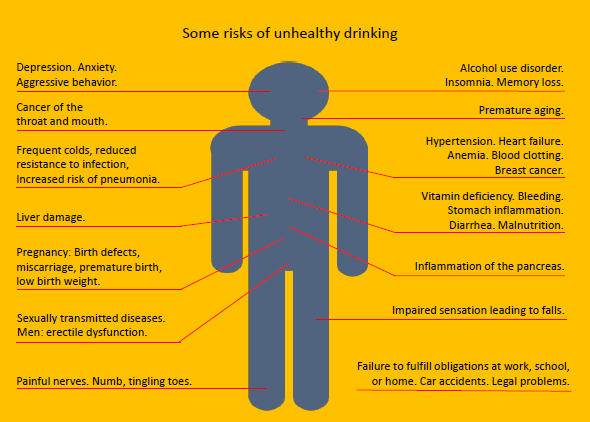 Some risks of unhealthy drinking
Depression. Anxiety.
Aggressive behavior.
Cancer of the
throat and mouth.
Frequent colds, reduced
resistance to infection,
Increased risk of pneumonia.
Liver damage.
Pregnancy: Birth defects,
miscarriage, premature birth,
low birth weight.
Sexually transmitted diseases.
Men: erectile dysfunction.
Painful nerves. Numb, tingling toes.
Alcohol use disorder.
Insomnia. Memory loss.
Premature aging.
Hypertension. Heart failure.
Anemia. Blood clotting.
Breast cancer.
Vitamin deficiency. Bleeding.
Stomach inflammation.
Diarrhea. Malnutrition.
Inflammation of the pancreas.
Impaired sensation leading to falls.
Failure to fulfill obligations at work, school,
or home. Car accidents. Legal problems.